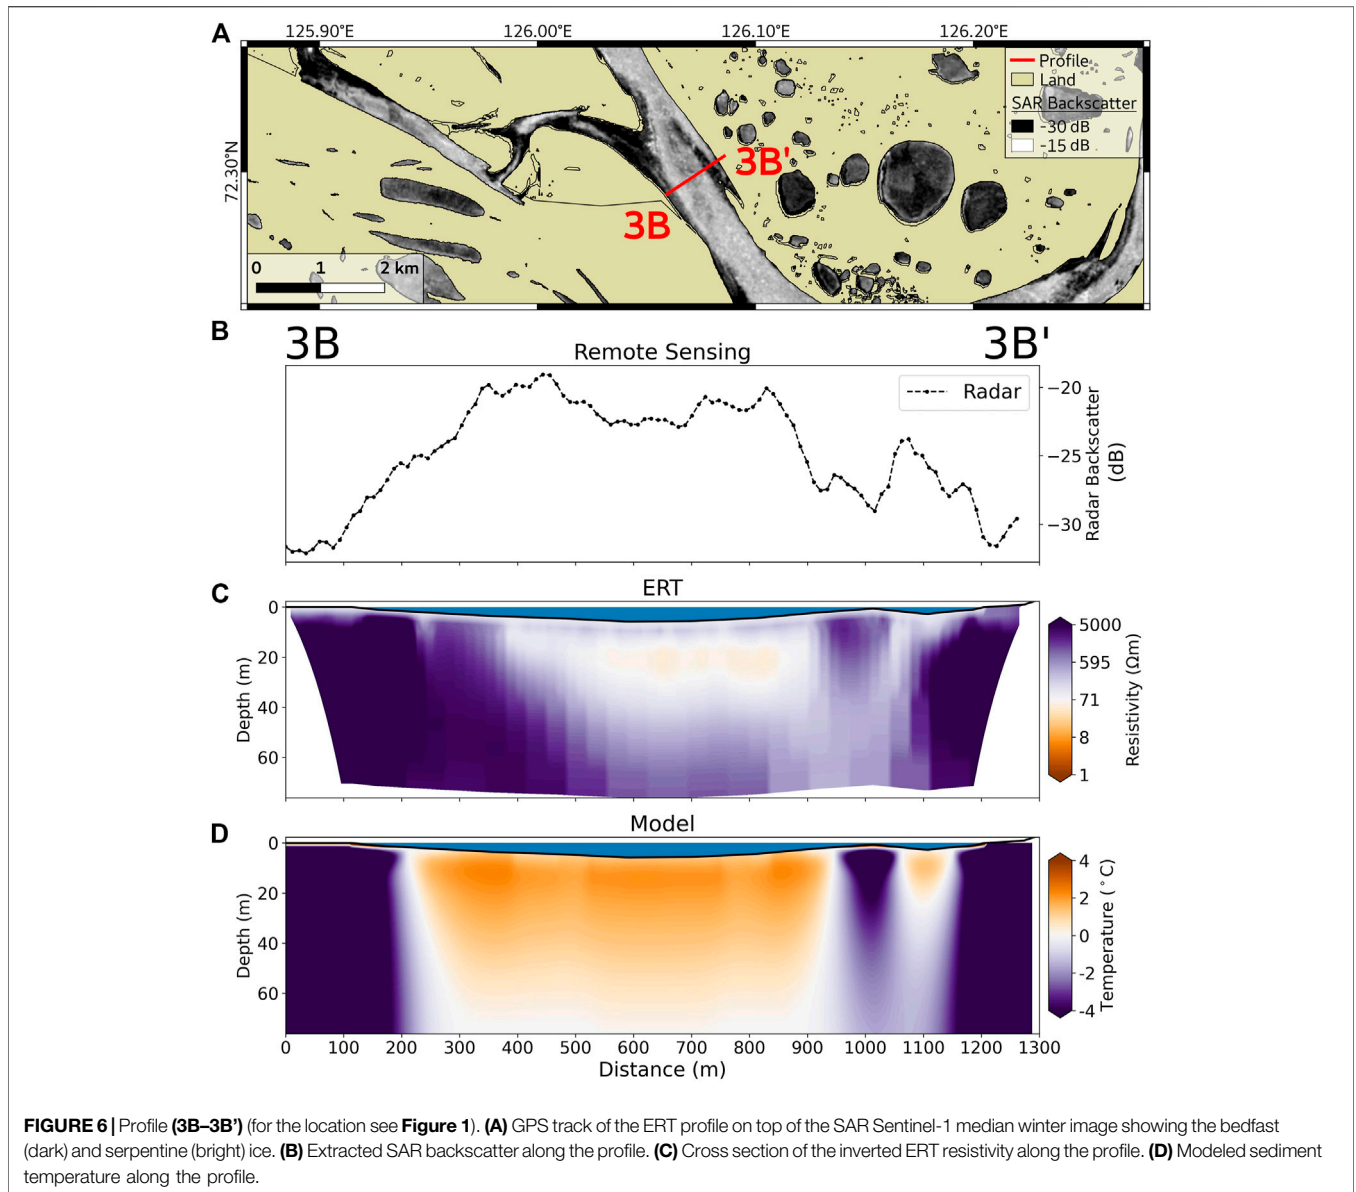 A
125.90°E 126.00°E 126.10°E 126.20°E
72.30°N
Profile
Land
SAR Backscatter
-30 dB
-15 dB
3B'
3B
0 1 2 km
B
3B 3B'
Remote Sensing
Radar
−20
−25
−30
Radar Backscatter
(dB)
C
ERT
0
20
40
60
Depth (m)
5000
595
71
8
1
Resistivity (Ωm)
D
Model
0
20
40
60
Depth (m)
4
2
0
-2
-4
Temperature (°C)
0 100 200 300 400 500 600 700 800 900 1000 1100 1200 1300
Distance (m)
FIGURE 6 | Profile (3B–3B’) (for the location see Figure 1). (A) GPS track of the ERT profile on top of the SAR Sentinel-1 median winter image showing the bedfast
(dark) and serpentine (bright) ice. (B) Extracted SAR backscatter along the profile. (C) Cross section of the inverted ERT resistivity along the profile. (D) Modeled sediment
temperature along the profile.